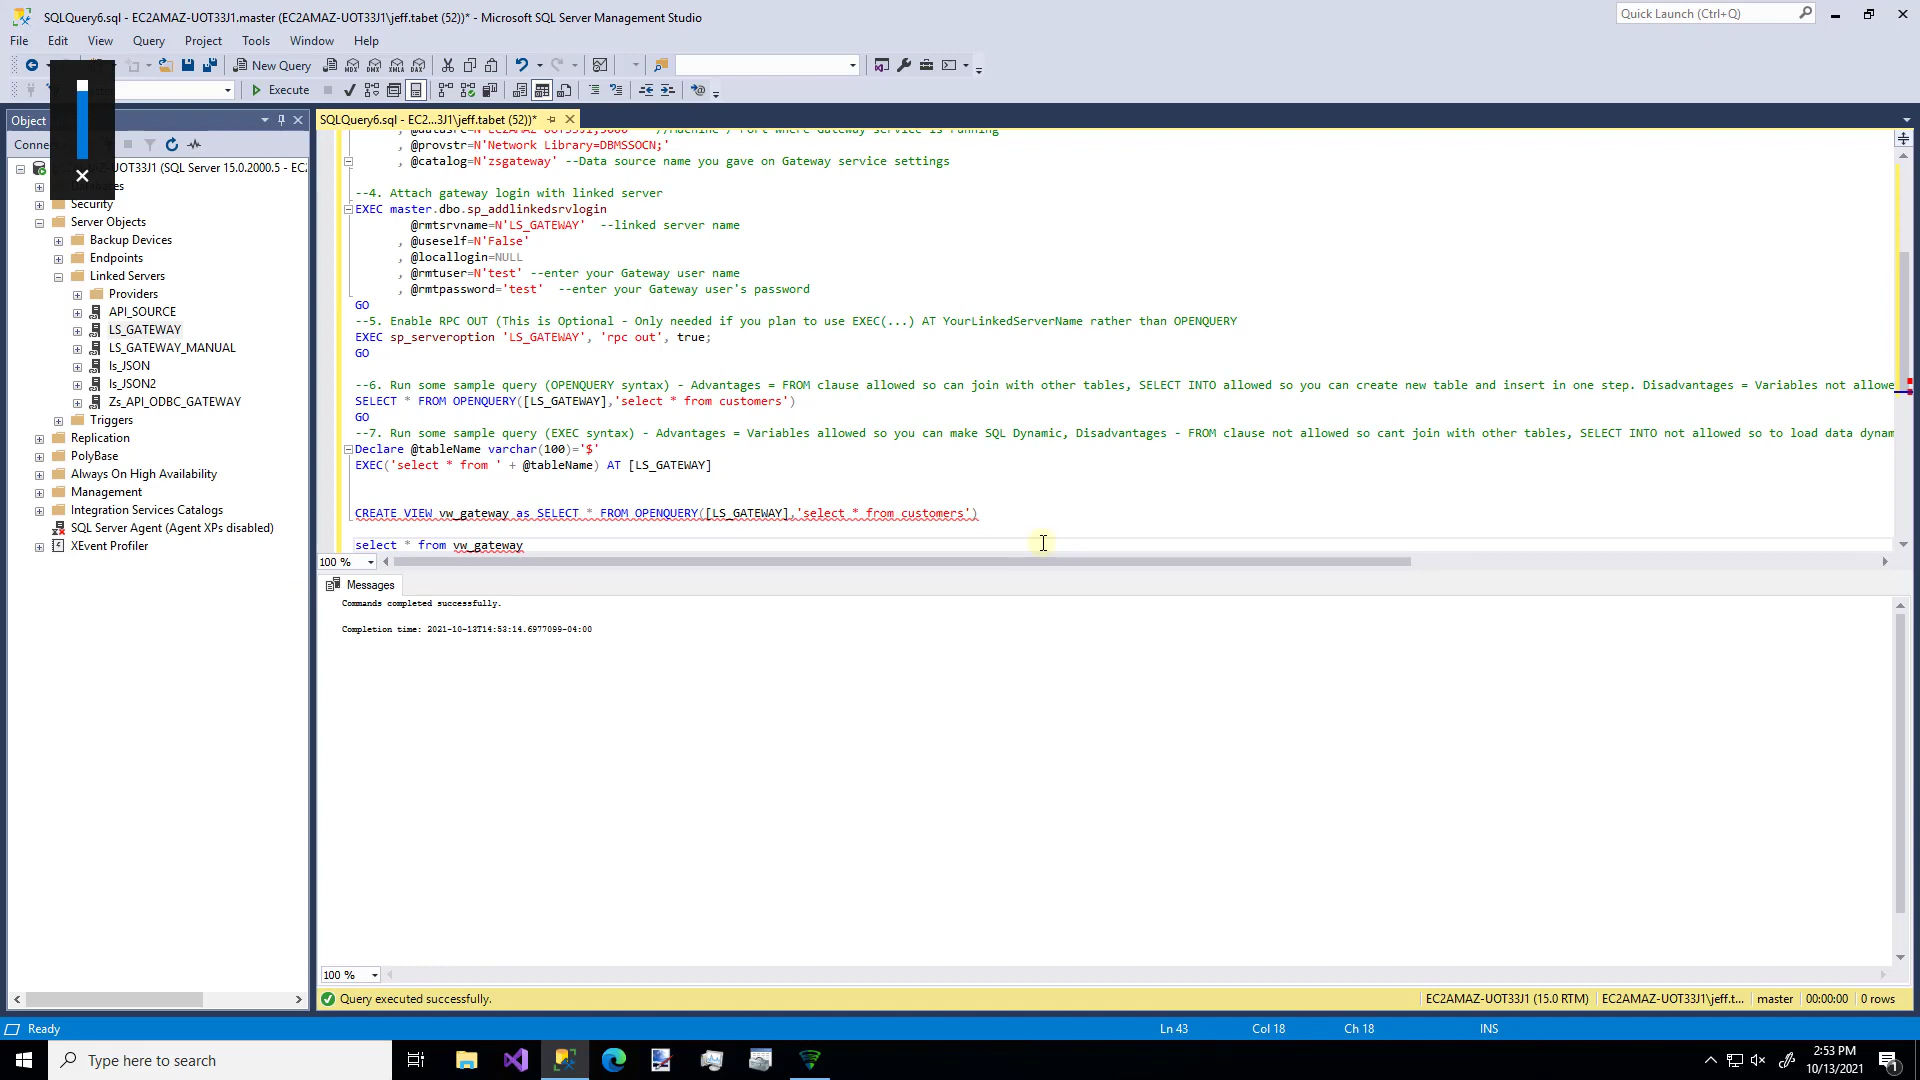 SQLQuery6.sql - EC2AMAZ-UOT33J1.master (EC2AMAZ-UOT33J1\jeff.tabet (52))* - Microsoft SQL Server Management Studio
Quick Launch (Ctrl+Q)
File Edit View Query Project Tools Window Help
New Query
Execute
Object
SQLQuery6.sql - EC2...3J1\jeff.tabet (52))*
Conne
-UOT33J1 (SQL Server 15.0.2000.5 - EC2
Security
Server Objects
Backup Devices
Endpoints
Linked Servers
Providers
API_SOURCE
LS_GATEWAY
LS_GATEWAY_MANUAL
ls_JSON
ls_JSON2
Zs_API_ODBC_GATEWAY
Triggers
Replication
PolyBase
Always On High Availability
Management
Integration Services Catalogs
SQL Server Agent (Agent XPs disabled)
XEvent Profiler
, @provstr=N'Network Library=DBMSSOCN;'
, @catalog=N'zsgateway' --Data source name you gave on Gateway service settings
--4. Attach gateway login with linked server
EXEC master.dbo.sp_addlinkedsrvlogin
@rmtsrvname=N'LS_GATEWAY' --linked server name
, @useself=N'False'
, @locallogin=NULL
, @rmtuser=N'test' --enter your Gateway user name
, @rmtpassword='test' --enter your Gateway user's password
GO
--5. Enable RPC OUT (This is Optional - Only needed if you plan to use EXEC(...) AT YourLinkedServerName rather than OPENQUERY
EXEC sp_serveroption 'LS_GATEWAY', 'rpc out', true;
GO
--6. Run some sample query (OPENQUERY syntax) - Advantages = FROM clause allowed so can join with other tables, SELECT INTO allowed so you can create new table and insert in one step. Disadvantages = Variables not allowe
SELECT * FROM OPENQUERY([LS_GATEWAY],'select * from customers')
GO
--7. Run some sample query (EXEC syntax) - Advantages = Variables allowed so you can make SQL Dynamic, Disadvantages - FROM clause not allowed so cant join with other tables, SELECT INTO not allowed so to load data dynam
Declare @tableName varchar(100)='$'
EXEC('select * from ' + @tableName) AT [LS_GATEWAY]
CREATE VIEW vw_gateway as SELECT * FROM OPENQUERY([LS_GATEWAY],'select * from customers')
select * from vw_gateway
100 %
Messages
Commands completed successfully.
Completion time: 2021-10-13T14:53:14.6977099-04:00
100 %
Query executed successfully.
EC2AMAZ-UOT33J1 (15.0 RTM) EC2AMAZ-UOT33J1\jeff.t... master 00:00:00 0 rows
Ready
Ln 43 Col 18 Ch 18 INS
Type here to search
2:53 PM
10/13/2021
1